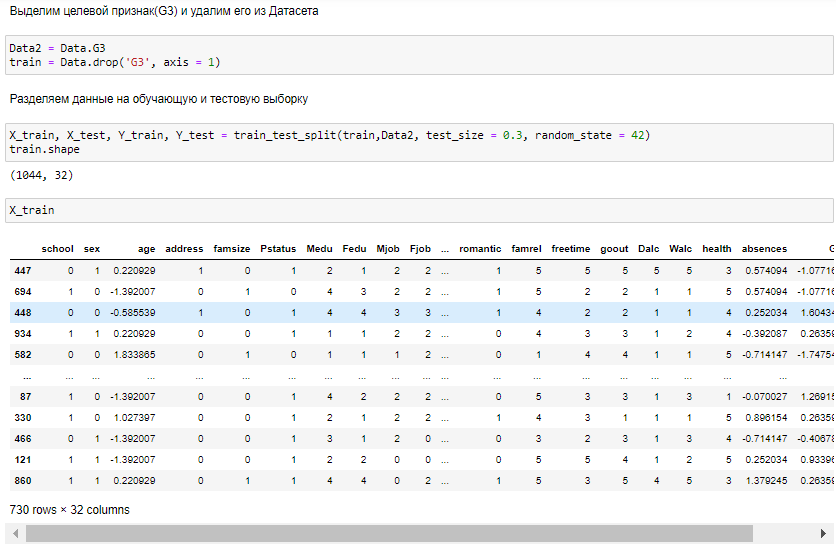 Выделим целевой признак(G3) и удалим его из Датасета
Data2 = Data.G3
train = Data.drop('G3', axis = 1)
Разделяем данные на обучающую и тестовую выборку
X_train, X_test, Y_train, Y_test = train_test_split(train,Data2, test_size = 0.3, random_state = 42)
train.shape
(1044, 32)
X_train
school sex age address famsize Pstatus Medu Fedu Mjob Fjob ... romantic famrel freetime goout Dalc Walc health absences
447 0 1 0.220929 1 0 1 2 1 2 2 ... 1 5 5 5 5 5 3 0.574094 -1.07716
694 1 0 -1.392007 0 1 0 4 3 2 2 ... 1 5 2 2 1 1 5 0.574094 -1.07716
448 0 0 -0.585539 1 0 1 4 4 3 3 ... 1 4 2 2 1 1 4 0.252034 1.60434
934 1 1 0.220929 0 0 1 1 1 2 2 ... 0 4 3 3 1 2 4 -0.392087 0.26359
582 0 0 1.833865 0 1 0 1 1 1 2 ... 0 1 4 4 1 1 5 -0.714147 -1.74754
... ... ... ... ... ... ... ... ... ... ... ... ... ... ... ... ... ... ... ...
87 1 0 -1.392007 0 0 1 4 2 2 2 ... 0 5 3 3 1 3 1 -0.070027 1.26915
330 1 0 1.027397 0 0 1 2 1 2 2 ... 1 4 3 1 1 1 5 0.896154 0.26359
466 0 1 -1.392007 0 0 1 3 1 2 0 ... 0 3 2 3 1 3 4 -0.714147 -0.40678
121 1 1 -1.392007 0 0 1 2 2 0 0 ... 0 5 5 4 1 2 5 0.252034 0.93396
860 1 1 0.220929 0 1 1 4 4 0 2 ... 1 5 3 5 4 5 3 1.379245 0.26359
730 rows × 32 columns